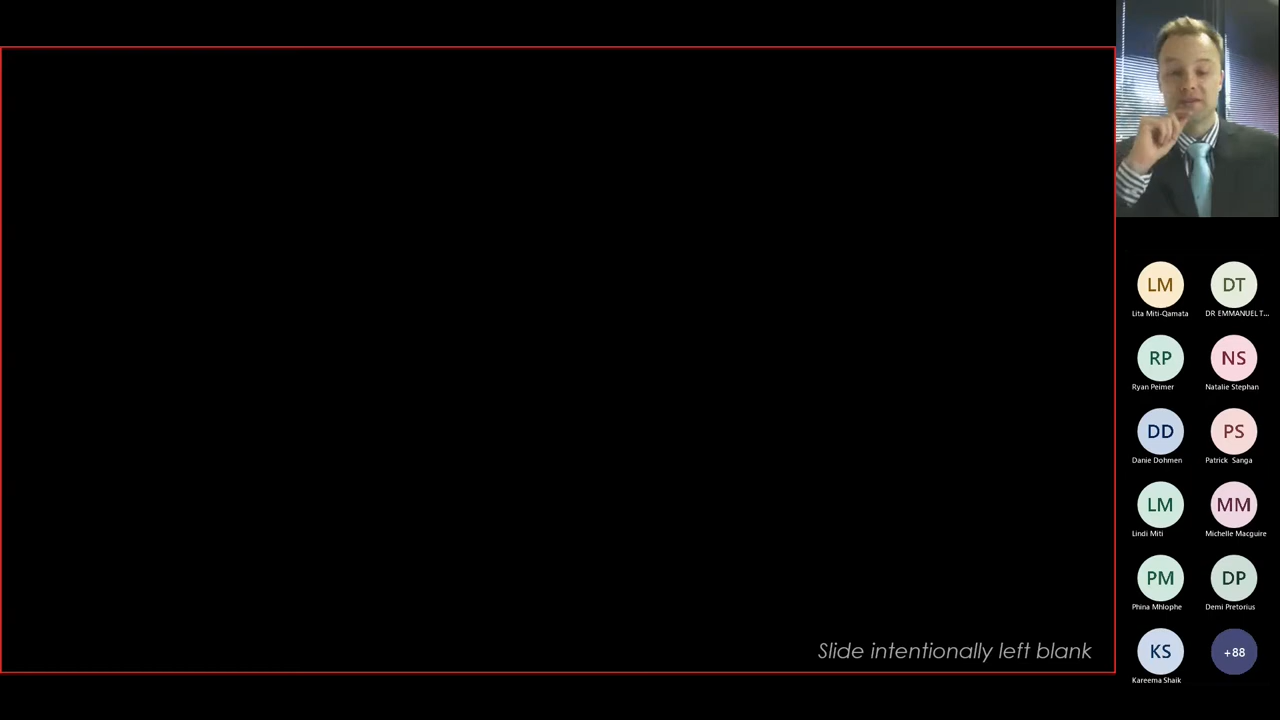 LM
DT
Lita Miti-Qamata
DR EMMANUEL T...
RP
NS
Ryan Peimer
Natalie Stephan
DD
PS
Danie Dohmen
Patrick Sanga
LM
MM
Lindi Miti
Michelle Macguire
PM
DP
Phina Mhlophe
Demi Pretorius
Slide intentionally left blank
KS
+88
Kareema Shaik